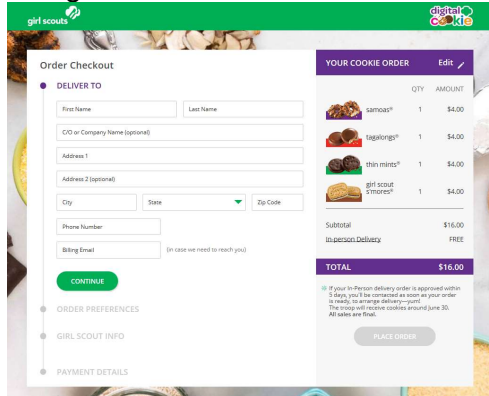 girl scouts
digital
cookie
Order Checkout
DELIVER TO
First Name
Last Name
C/O or Company Name (optional)
Address 1
Address 2 (optional)
City
State
Zip Code
Phone Number
Billing Email
(in case we need to reach you)
CONTINUE
ORDER PREFERENCES
GIRL SCOUT INFO
PAYMENT DETAILS
YOUR COOKIE ORDER
Edit
QTY AMOUNT
samoas® 1 $4.00
tagalongs® 1 $4.00
thin mints® 1 $4.00
girl scout
s'mores® 1 $4.00
Subtotal $16.00
In-person Delivery FREE
TOTAL $16.00
If your In-Person delivery order is approved within
5 days, you'll be contacted as soon as your order
is ready, to arrange delivery—yum!
The troop will receive cookies around June 30.
All sales are final.
PLACE ORDER